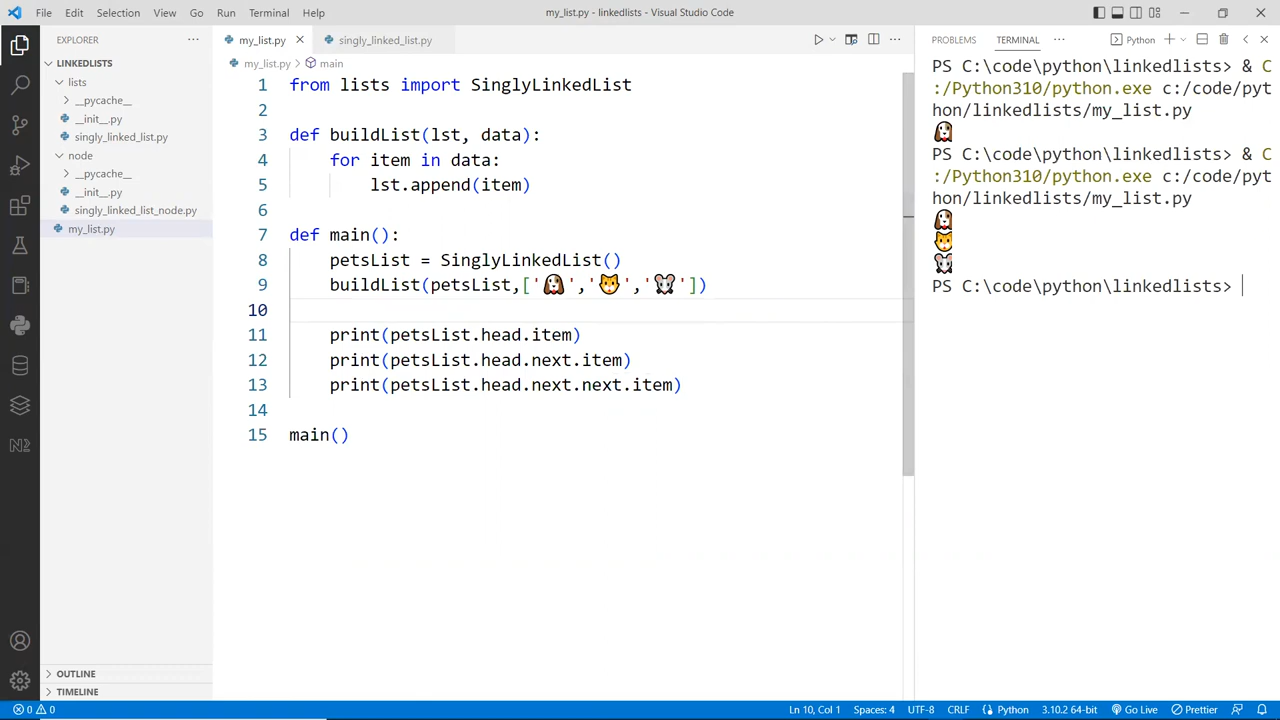 File Edit Selection View Go Run Terminal Help
my_list.py - linkedlists - Visual Studio Code
EXPLORER
LINKEDLISTS
lists
__pycache__
__init__.py
singly_linked_list.py
node
__pycache__
__init__.py
singly_linked_list_node.py
my_list.py
OUTLINE
TIMELINE
my_list.py singly_linked_list.py
my_list.py > main
1 from lists import SinglyLinkedList
2
3 def buildList(lst, data):
4 for item in data:
5 lst.append(item)
6
7 def main():
8 petsList = SinglyLinkedList()
9 buildList(petsList,['🐶','🐱','🐭'])
10
11 print(petsList.head.item)
12 print(petsList.head.next.item)
13 print(petsList.head.next.next.item)
14
15 main()
PROBLEMS TERMINAL ··· Python
PS C:\code\python\linkedlists> & C
:/Python310/python.exe c:/code/pyt
hon/linkedlists/my_list.py
🐶
PS C:\code\python\linkedlists> & C
:/Python310/python.exe c:/code/pyt
hon/linkedlists/my_list.py
🐶
🐱
🐭
PS C:\code\python\linkedlists>
0 0 Ln 10, Col 1 Spaces: 4 UTF-8 CRLF Python 3.10.2 64-bit Go Live Prettier